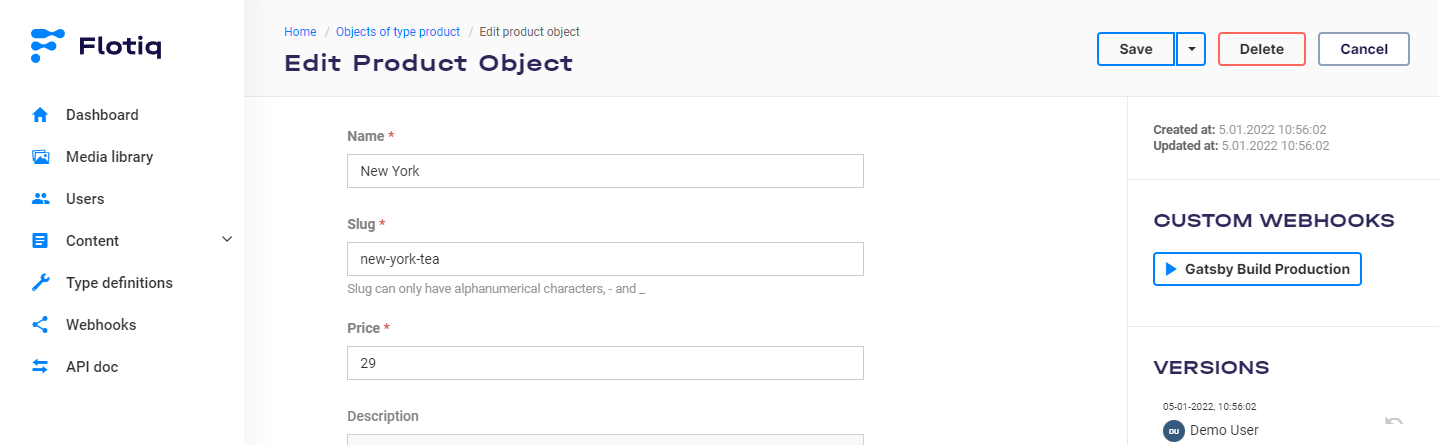 Flotiq
Dashboard
Media library
Users
Content
Type definitions
Webhooks
API doc
Home / Objects of type product / Edit product object
Edit Product Object
Save
Delete
Cancel
Name *
New York
Slug *
new-york-tea
Slug can only have alphanumerical characters, - and _
Price *
29
Description
Created at: 5.01.2022 10:56:02
Updated at: 5.01.2022 10:56:02
CUSTOM WEBHOOKS
Gatsby Build Production
VERSIONS
05-01-2022, 10:56:02
DU Demo User